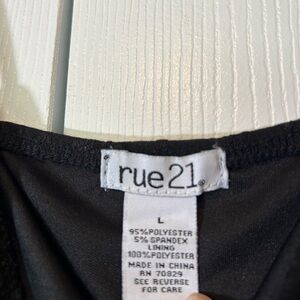 rue21®
L
95%POLYESTER
5%SPANDEX
LINING
100%POLYESTER
MADE IN CHINA
RN 70829
SEE REVERSE
FOR CARE